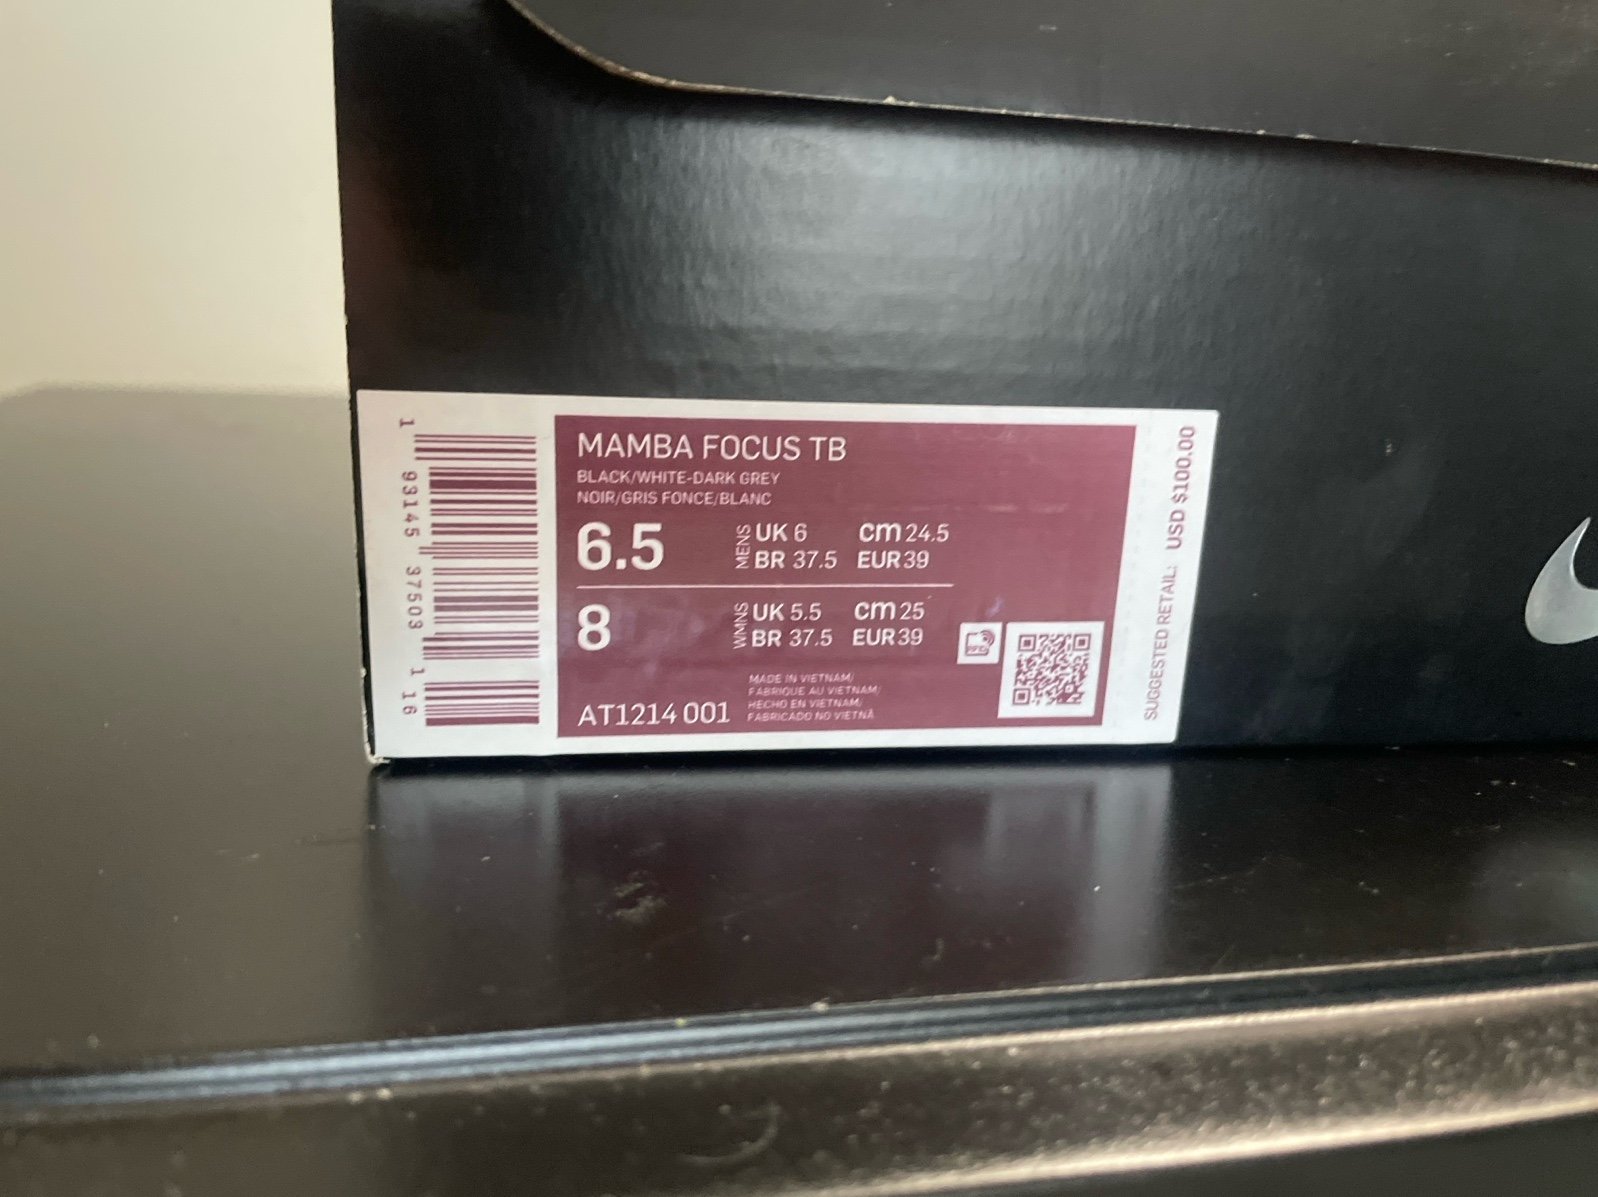 1 93145 37503 1 16
MAMBA FOCUS TB
BLACK/WHITE-DARK GREY
NOIR/GRIS FONCE/BLANC
6.5 MENS UK 6 cm 24.5
BR 37.5 EUR 39
8 WMNS UK 5.5 cm 25
BR 37.5 EUR 39
MADE IN VIETNAM/
FABRIQUE AU VIETNAM/
HECHO EN VIETNAM/
FABRICADO NO VIETNÃ
AT1214 001
SUGGESTED RETAIL: USD $100.00